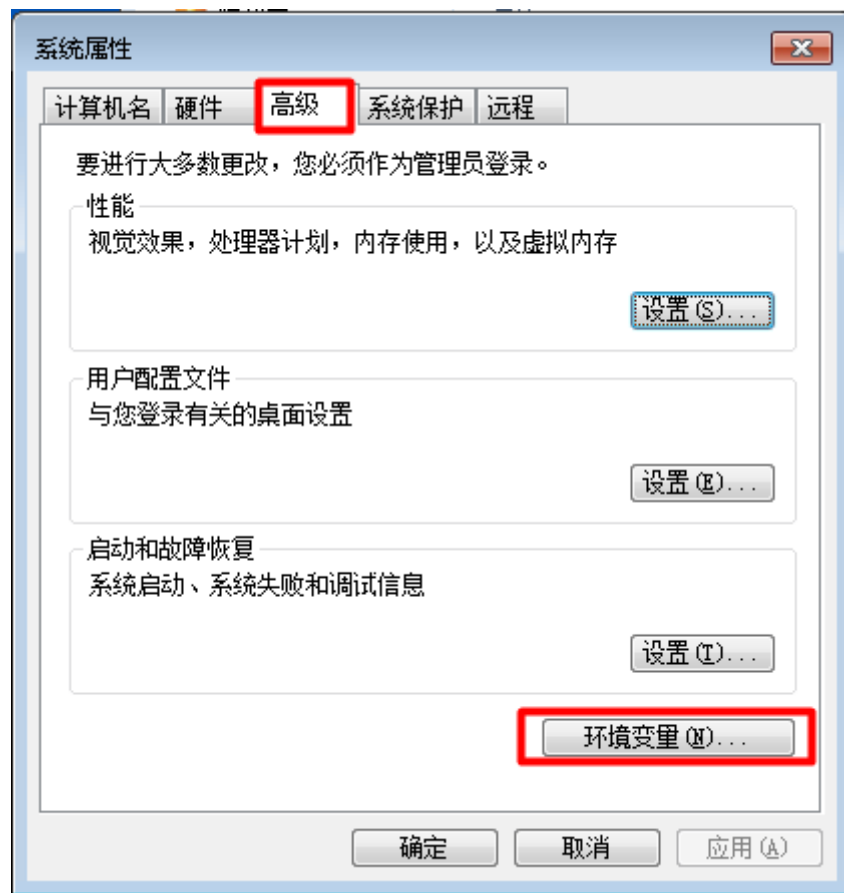 系统属性
计算机名 硬件 高级 系统保护 远程
要进行大多数更改，您必须作为管理员登录。
性能
视觉效果，处理器计划，内存使用，以及虚拟内存
设置(S)...
用户配置文件
与您登录有关的桌面设置
设置(E)...
启动和故障恢复
系统启动、系统失败和调试信息
设置(T)...
环境变量(N)...
确定 取消 应用(A)